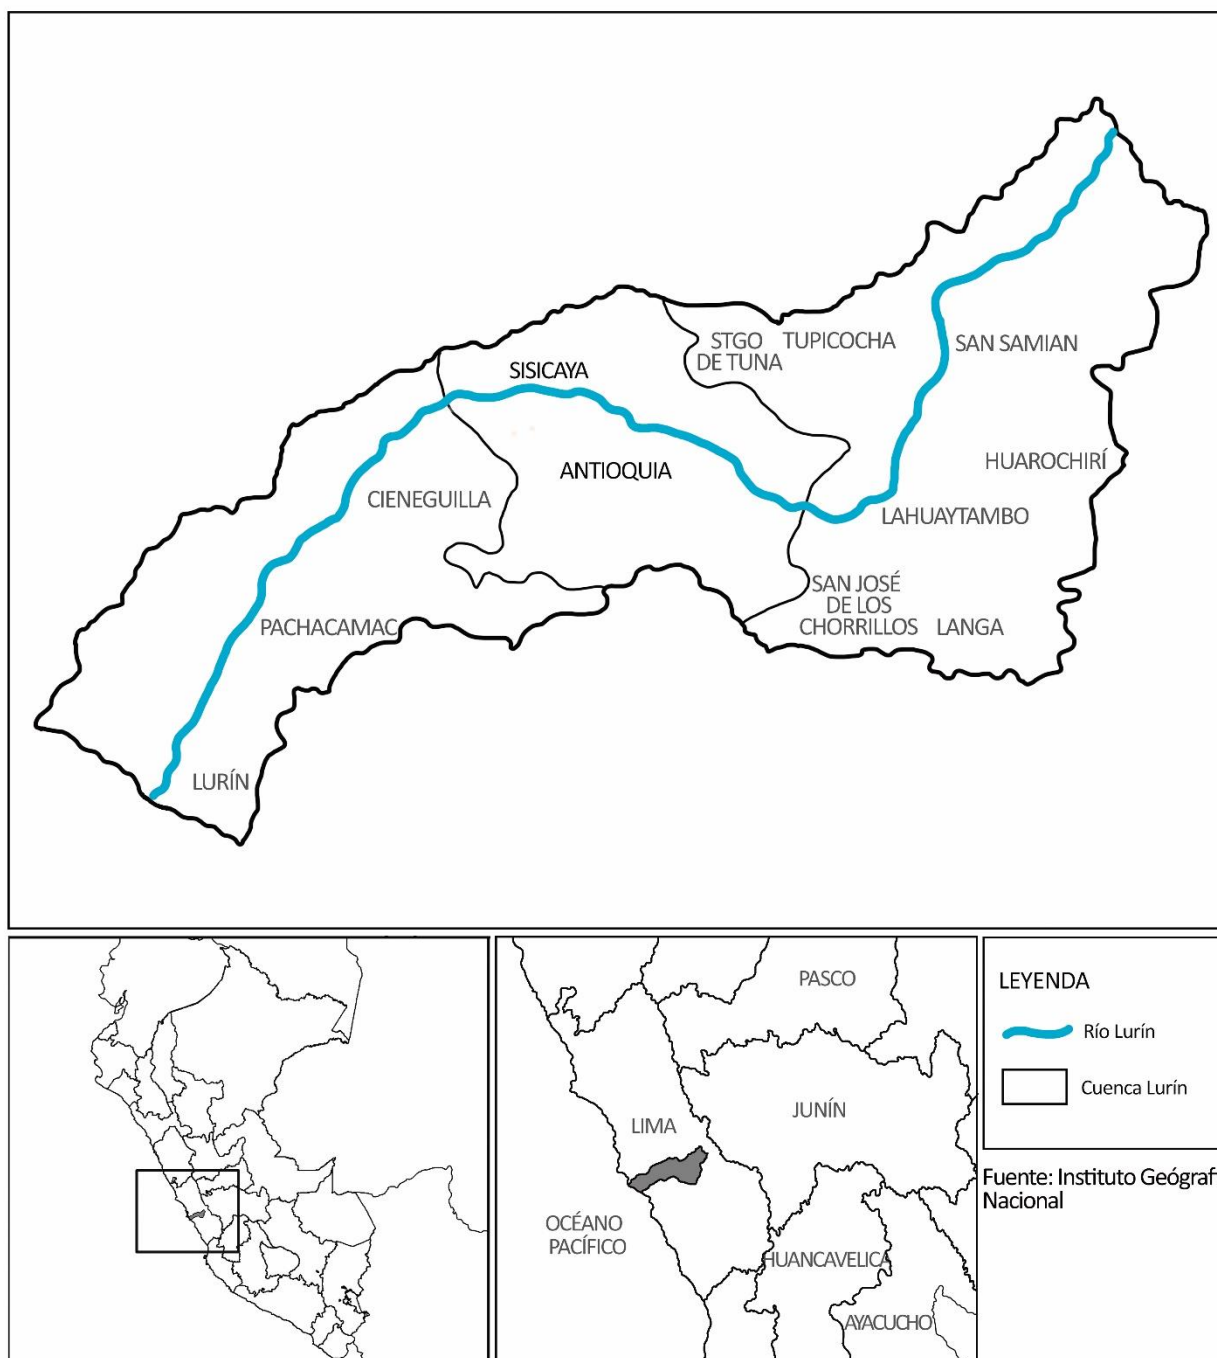 STGO
DE TUNA
TUPICOCHA
SAN SAMIAN
SISICAYA
HUAROCHIRÍ
ANTIOQUIA
CIENEGUILLA
LAHUAYTAMBO
SAN JOSÉ
DE LOS
CHORRILLOS
LANGA
PACHACAMAC
LURÍN
PASCO
JUNÍN
LIMA
OCÉANO
PACÍFICO
HUANCAVELICA
AYACUCHO
LEYENDA
Río Lurín
Cuenca Lurín
Fuente: Instituto Geógraf
Nacional